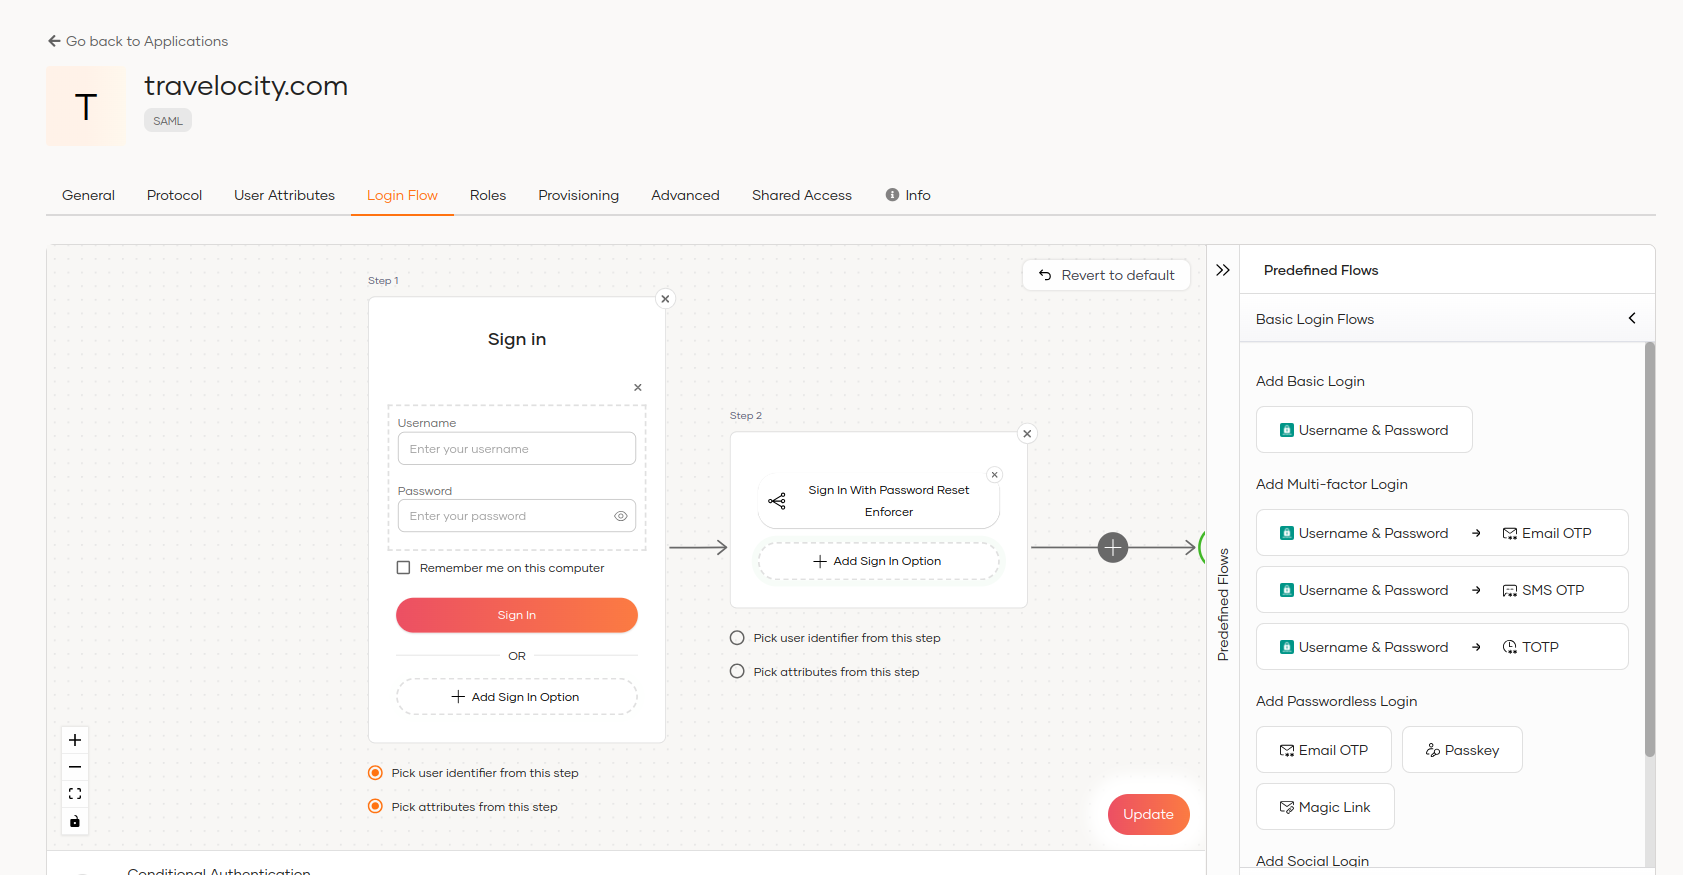 Go back to Applications
T
travelocity.com
SAML
General
Protocol
User Attributes
Login Flow
Roles
Provisioning
Advanced
Shared Access
Info
Step 1
Sign in
Username
Enter your username
Password
Enter your password
Remember me on this computer
Sign In
OR
Add Sign In Option
Pick user identifier from this step
Pick attributes from this step
Step 2
Sign In With Password Reset
Enforcer
Add Sign In Option
Pick user identifier from this step
Pick attributes from this step
Revert to default
Update
Conditional Authentication
Predefined Flows
Predefined Flows
Basic Login Flows
Add Basic Login
Username & Password
Add Multi-factor Login
Username & Password → Email OTP
Username & Password → SMS OTP
Username & Password → TOTP
Add Passwordless Login
Email OTP
Passkey
Magic Link
Add Social Login